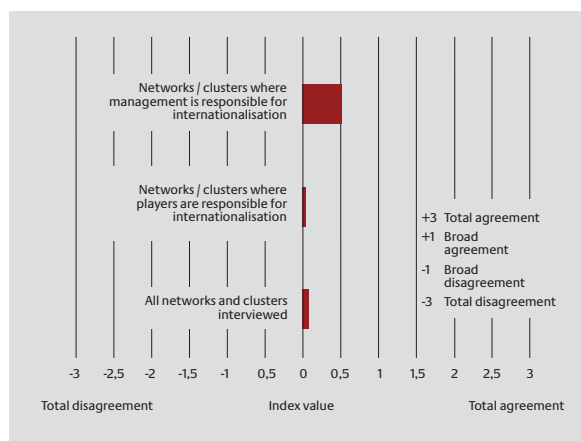 Networks / clusters where
management is responsible for
internationalisation
Networks / clusters where
players are responsible for
internationalisation
All networks and clusters
interviewed
+3 Total agreement
+1 Broad
agreement
-1 Broad
disagreement
-3 Total disagreement
-3 -2,5 -2 -1,5 -1 0,5 0 0,5 1 1,5 2 2,5 3
Total disagreement Index value Total agreement